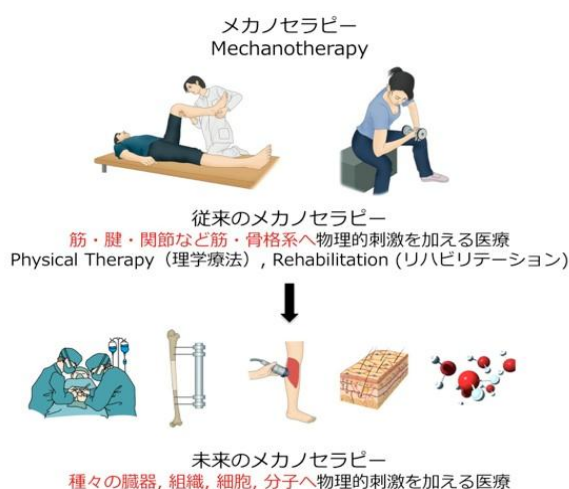 メカノセラピー
Mechanotherapy
従来のメカノセラピー
筋・腱・関節など筋・骨格系へ物理的刺激を加える医療
Physical Therapy（理学療法）, Rehabilitation (リハビリテーション)
未来のメカノセラピー
種々の臓器, 組織, 細胞, 分子へ物理的刺激を加える医療